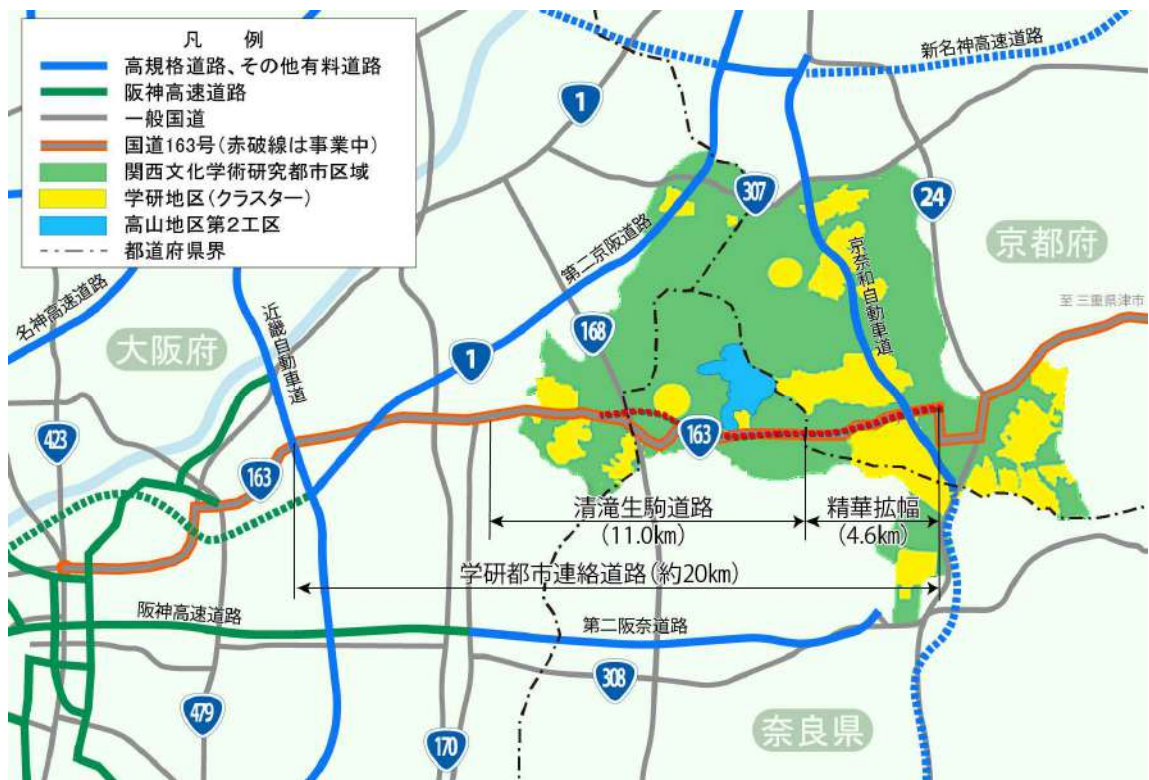 凡 例
高規格道路、その他有料道路
阪神高速道路
一般国道
国道163号(赤破線は事業中)
関西文化学術研究都市区域
学研地区(クラスター)
高山地区第2工区
都道府県界
新名神高速道路
1
307
24
京都府
第二京阪道路
京奈和自動車道
至 三重県津市
名神高速道路
大阪府
近畿自動車道
168
1
423
163
163
清滝生駒道路
(11.0km)
精華拡幅
(4.6km)
学研都市連絡道路(約20km)
阪神高速道路
第二阪奈道路
308
479
170
奈良県